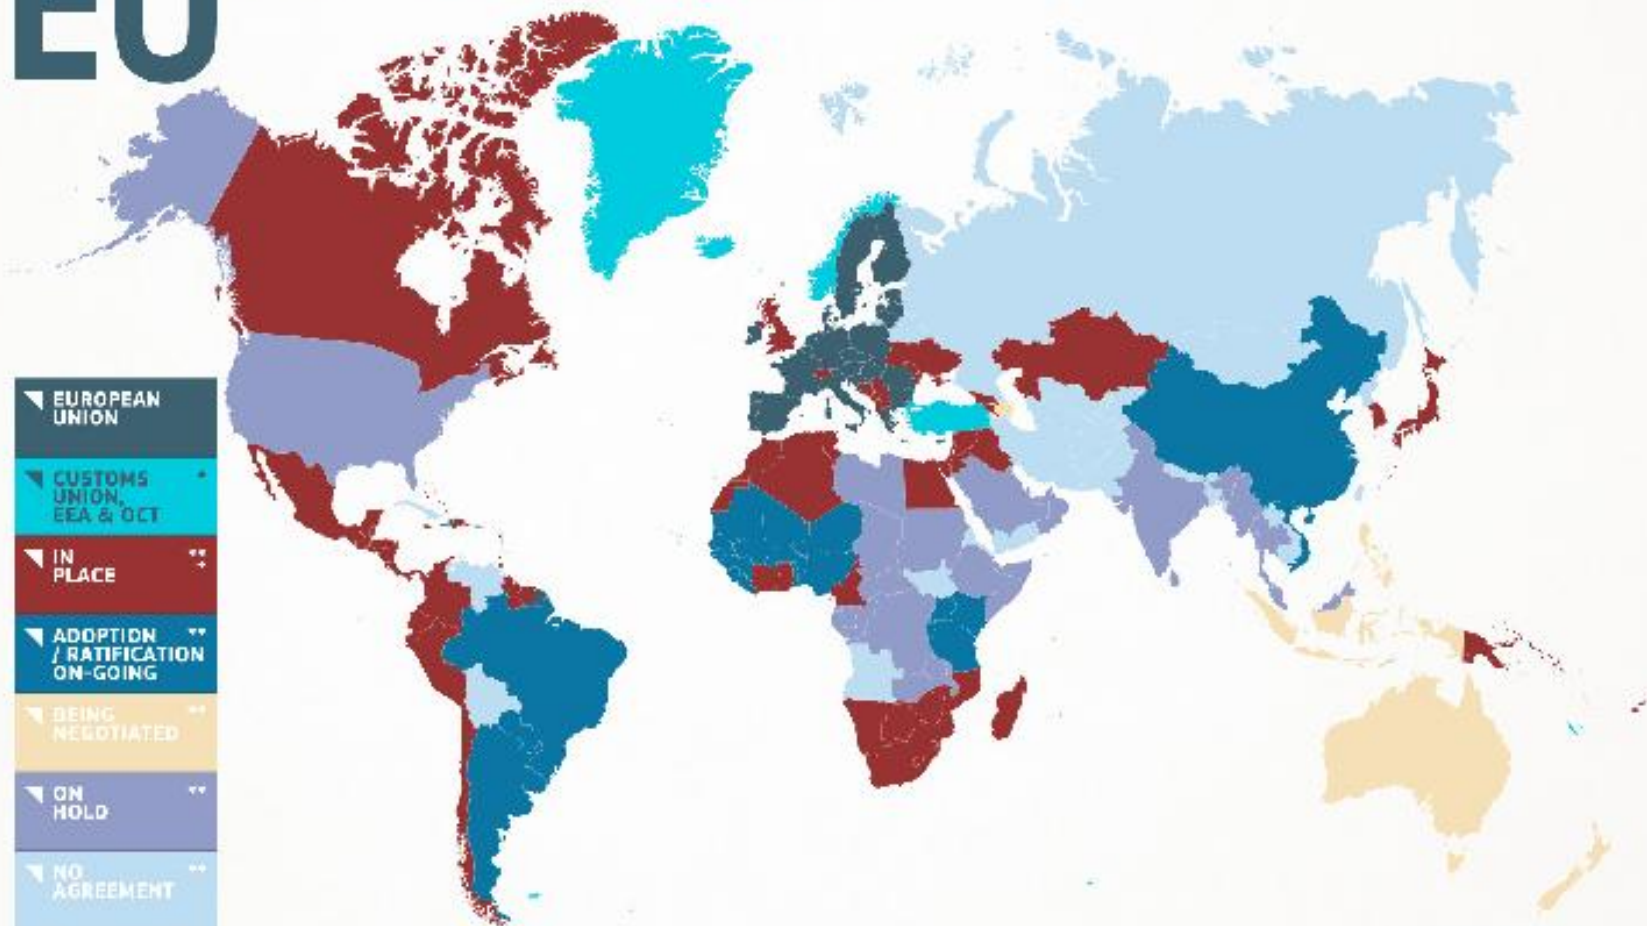 EU
EUROPEAN
UNION
CUSTOMS *
UNION,
EEA & OCT
IN **
PLACE *
ADOPTION **
/ RATIFICATION
ON-GOING
BEING **
NEGOTIATED
ON **
HOLD
NO **
AGREEMENT